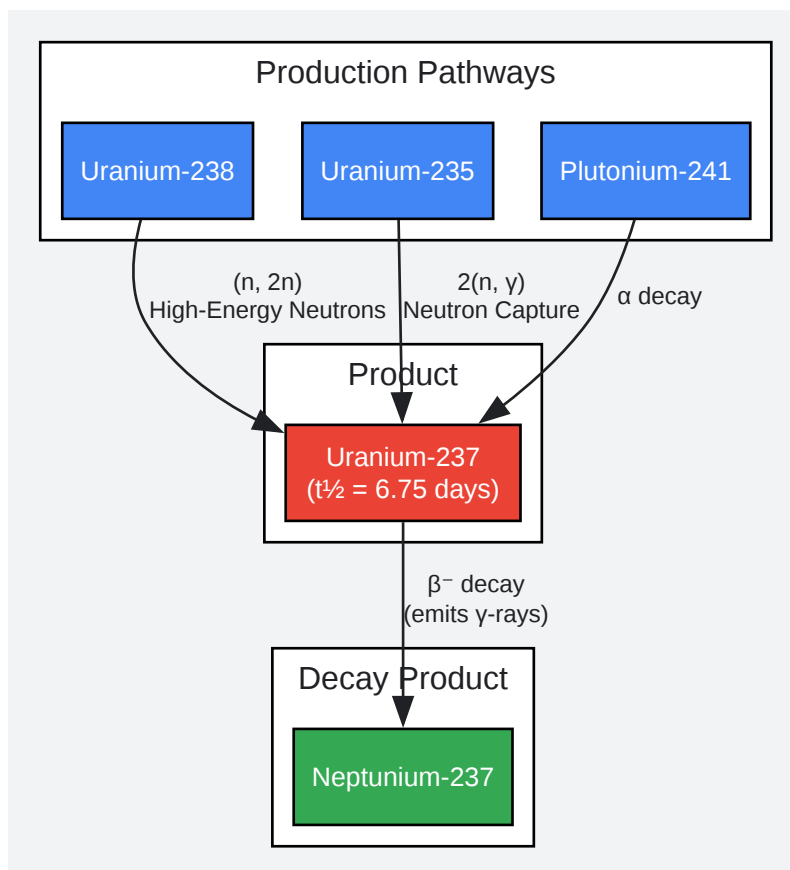 Production Pathways
Uranium-238
Uranium-235
Plutonium-241
(n, 2n)
High-Energy Neutrons
2(n, γ)
Neutron Capture
α decay
Product
Uranium-237
(t½ = 6.75 days)
β⁻ decay
(emits γ-rays)
Decay Product
Neptunium-237